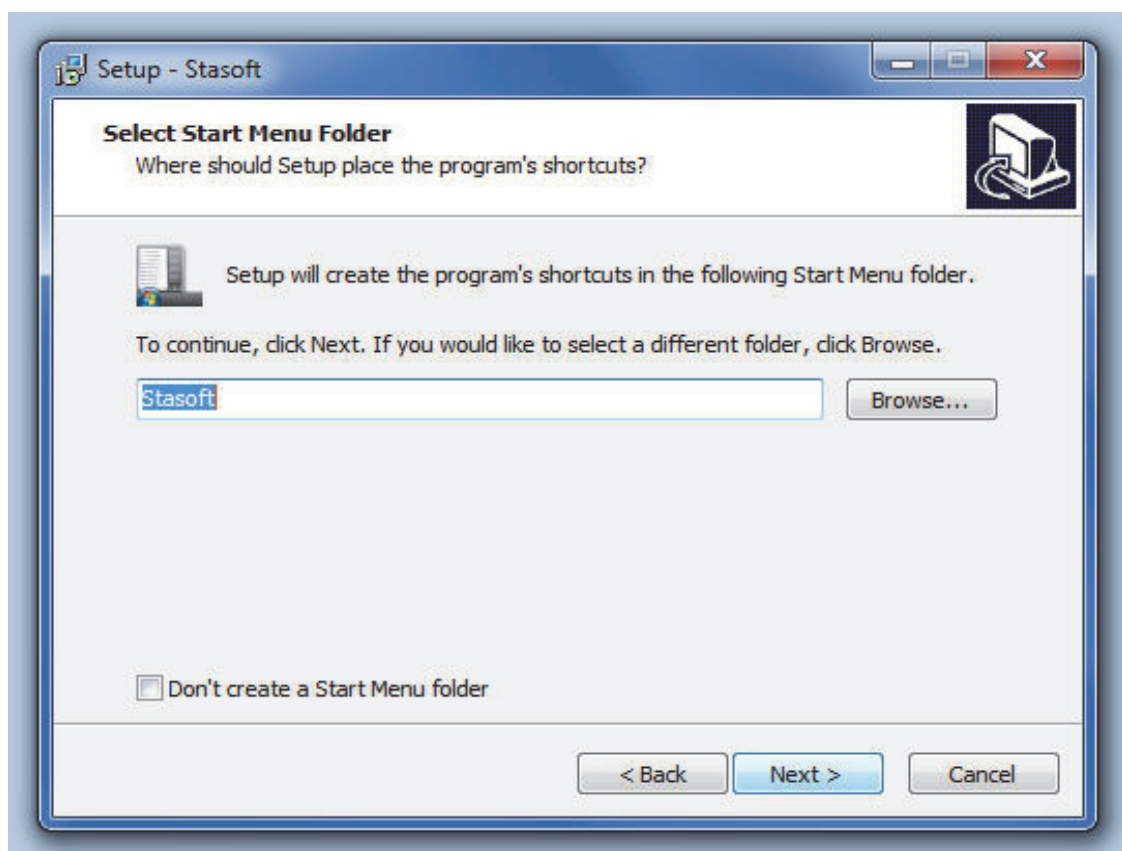 Setup - Stasoft
Select Start Menu Folder
Where should Setup place the program's shortcuts?
Setup will create the program's shortcuts in the following Start Menu folder.
To continue, click Next. If you would like to select a different folder, click Browse.
Stasoft
Browse...
Don't create a Start Menu folder
< Back
Next >
Cancel